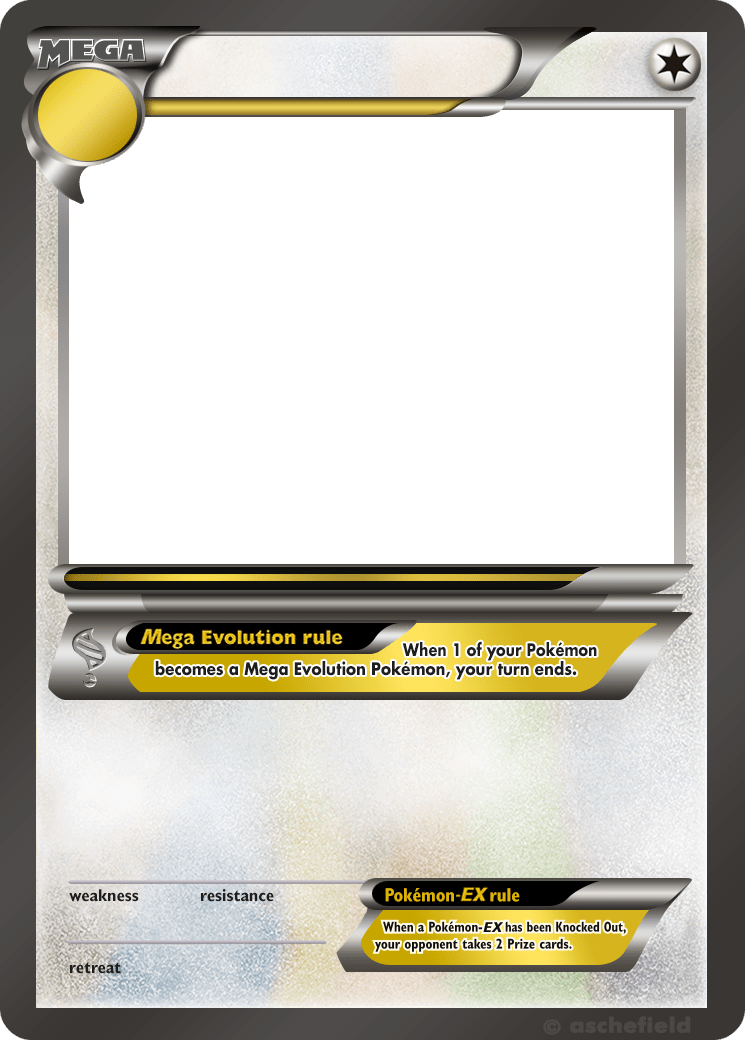 MEGA
Mega Evolution rule
When 1 of your Pokémon
becomes a Mega Evolution Pokémon, your turn ends.
weakness resistance
Pokémon-EX rule
When a Pokémon-EX has been Knocked Out,
your opponent takes 2 Prize cards.
retreat
© aschefield